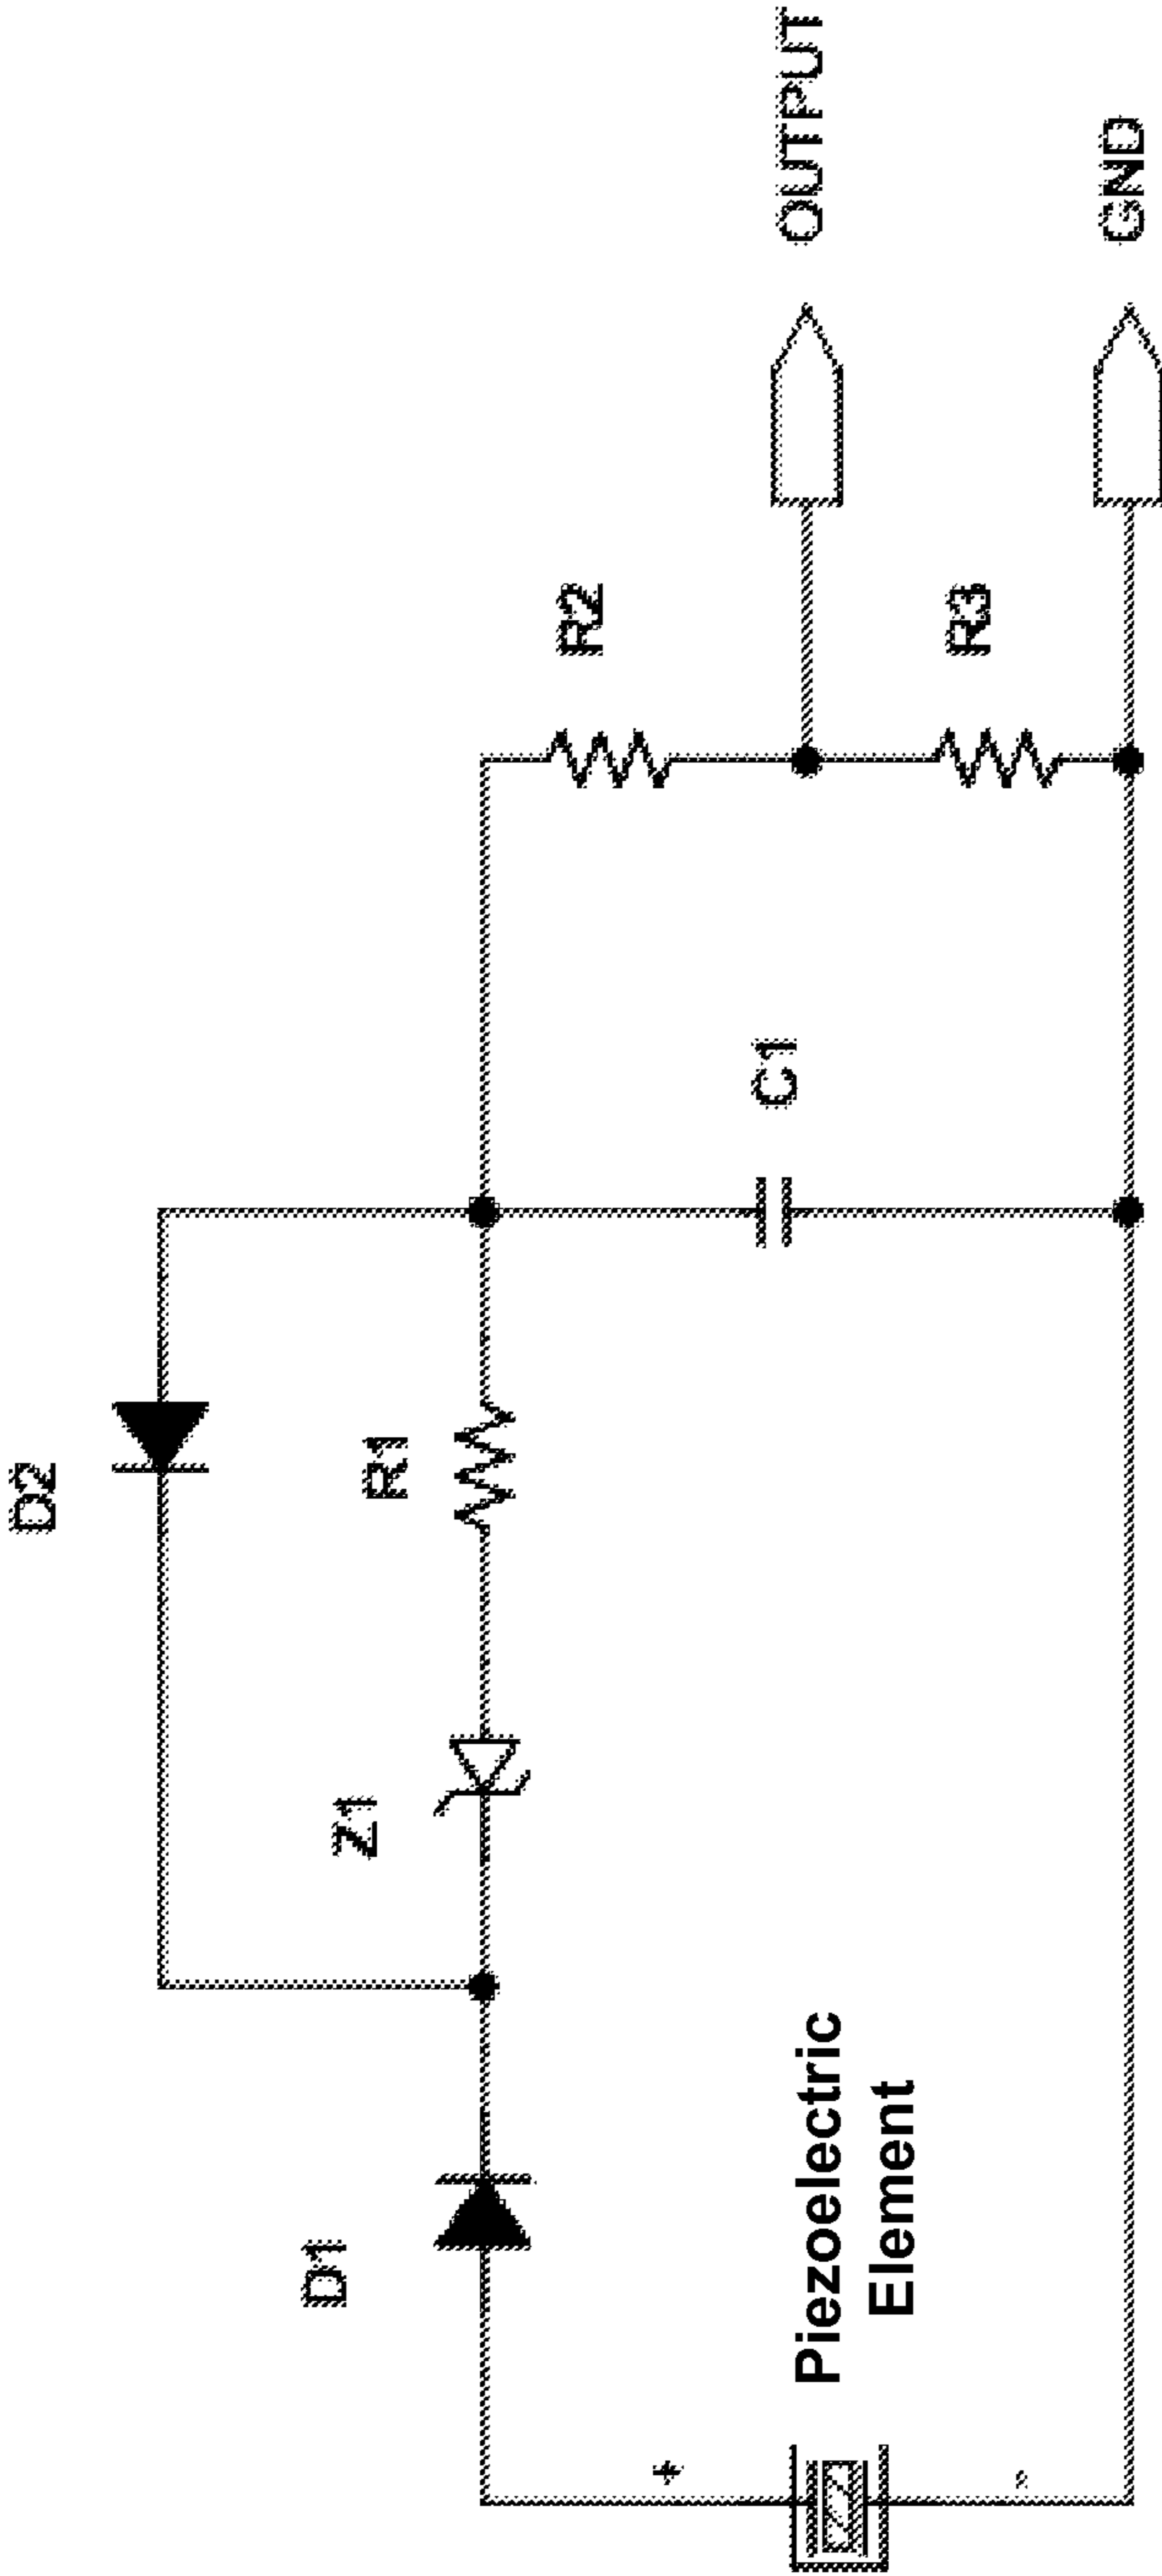 D2
D1
Z1
R1
R2
OUTPUT
C1
+
Piezoelectric
Element
R3
-
GND